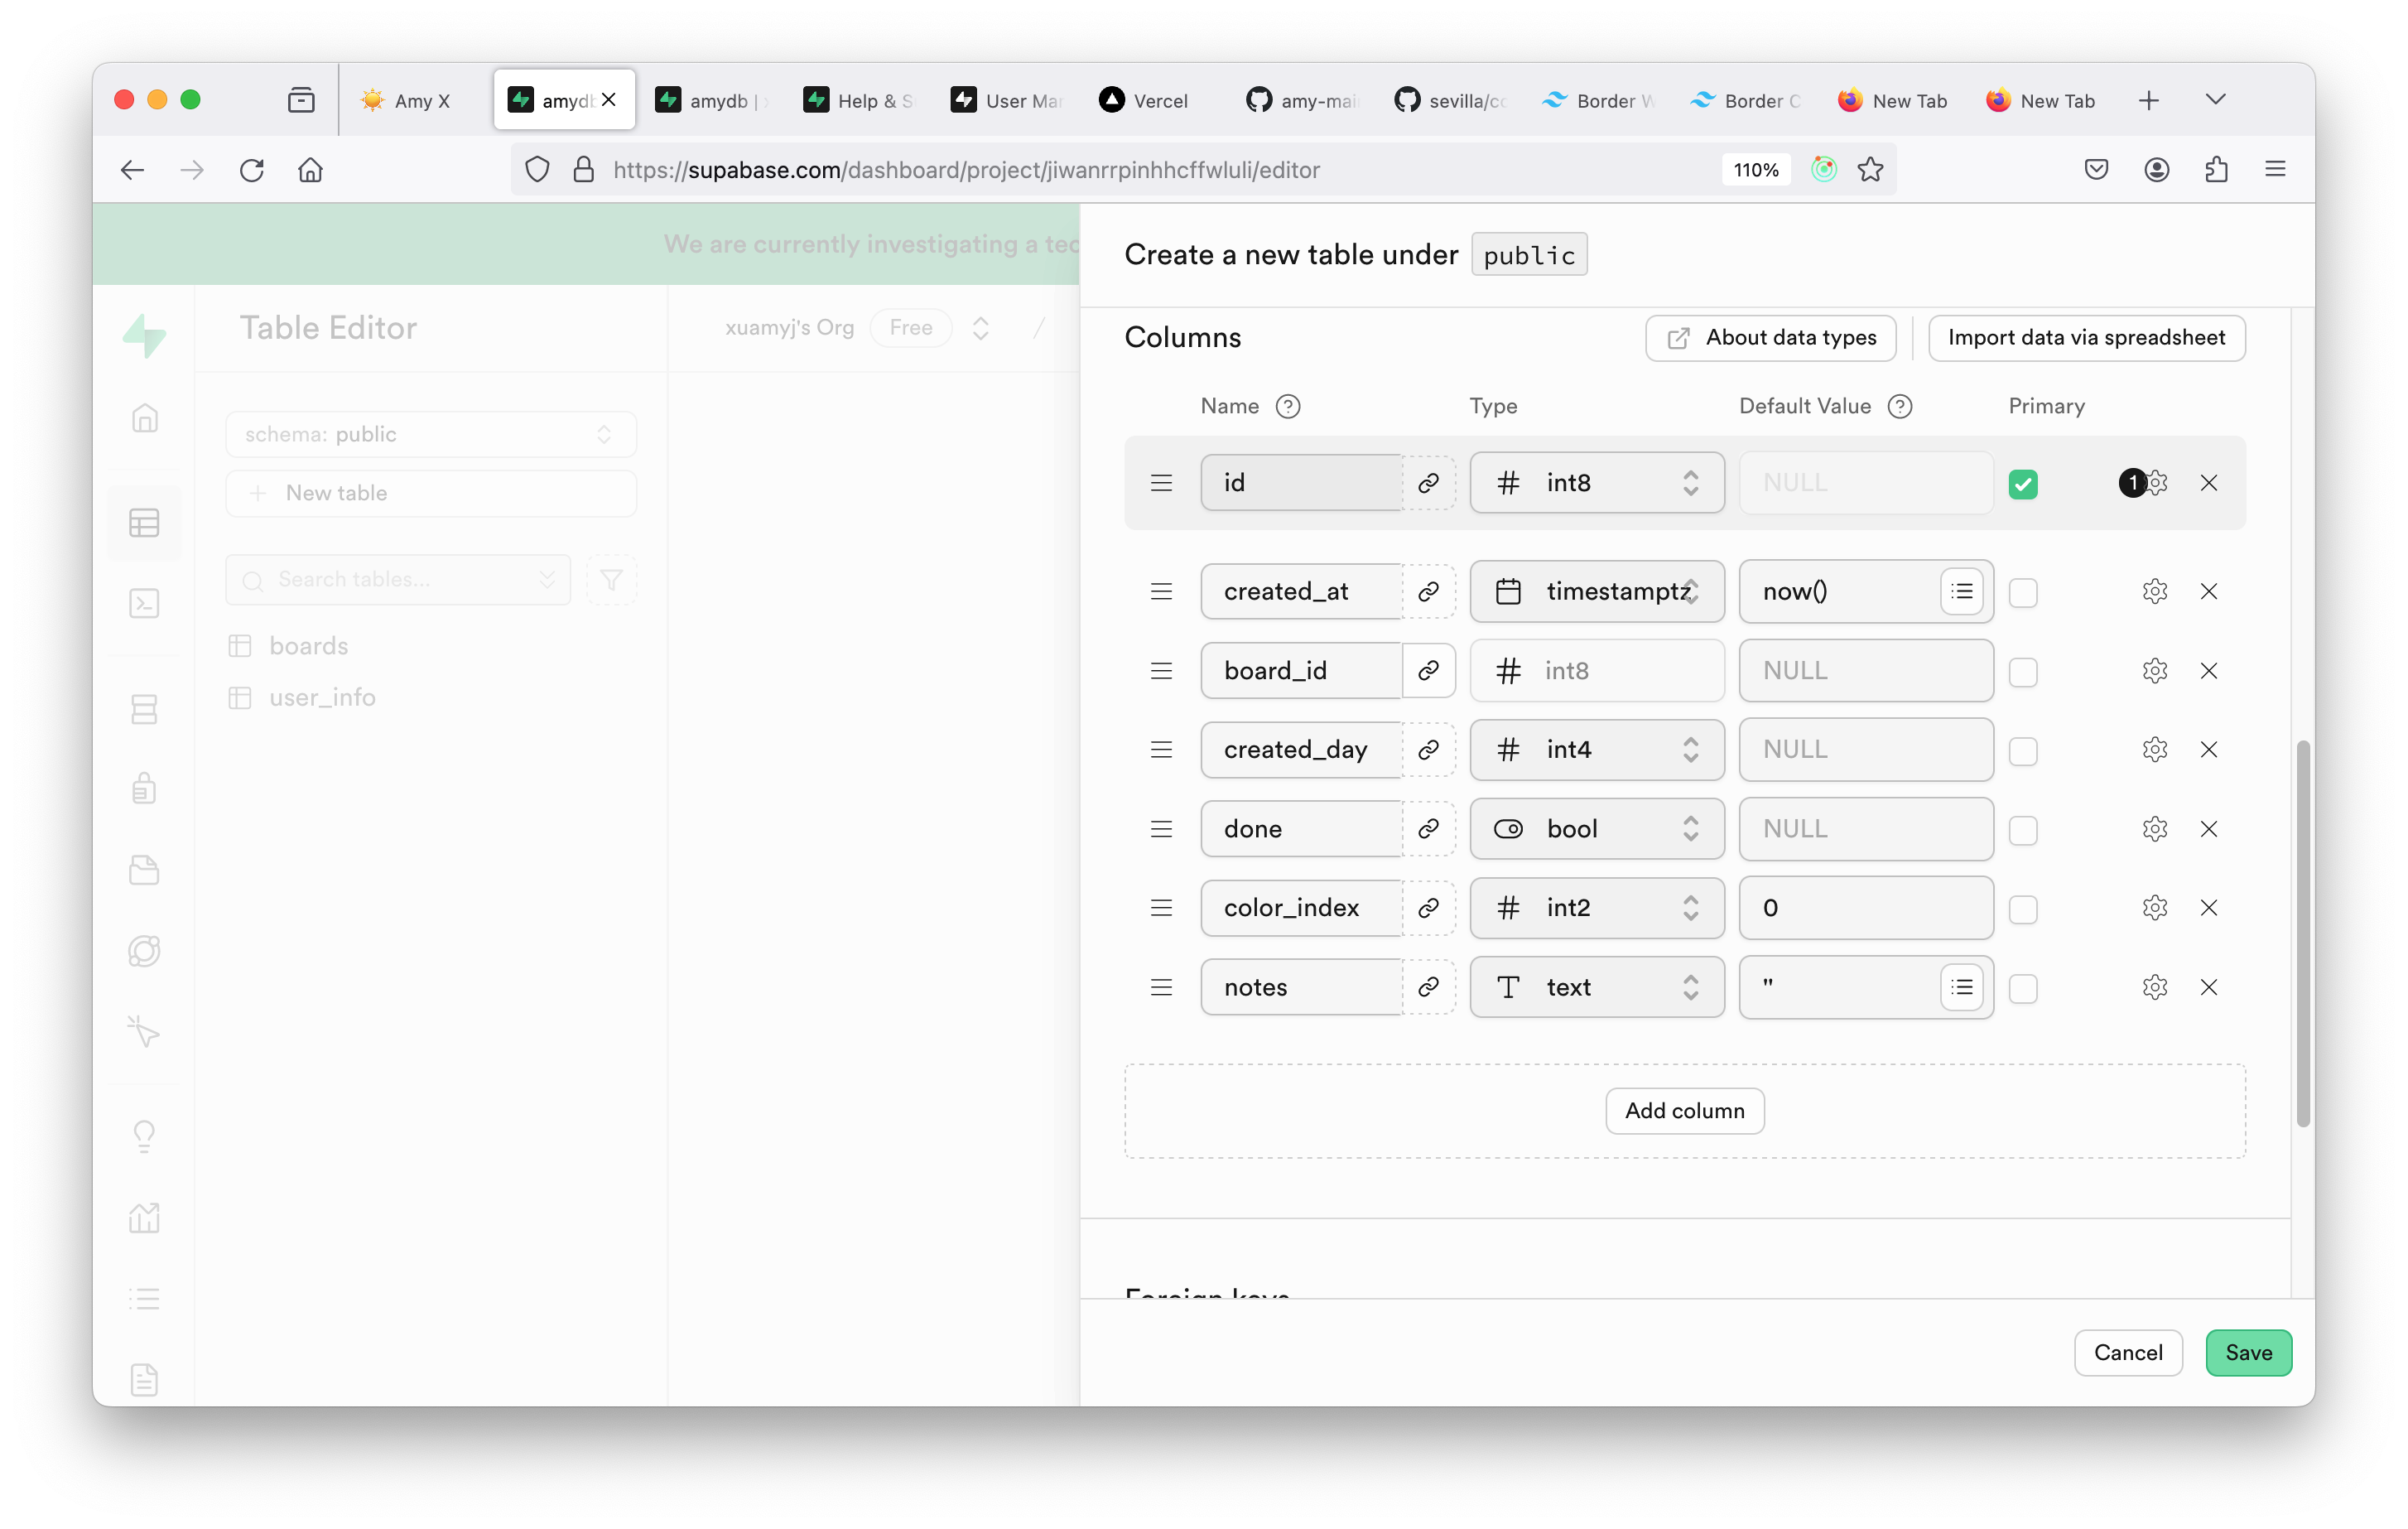 Amy X
amydb
amydb |
Help & S
User Mar
Vercel
amy-mai
sevilla/co
Border W
Border C
New Tab
New Tab
https://supabase.com/dashboard/project/jiwanrrpinhhcffwluli/editor
110%
We are currently investigating a tec
Table Editor
xuamyj's Org
Free
/
schema: public
New table
Search tables...
boards
user_info
Create a new table under public
Columns
About data types
Import data via spreadsheet
Name
Type
Default Value
Primary
id
int8
NULL
1
created_at
timestamptz
now()
board_id
int8
NULL
created_day
int4
NULL
done
bool
NULL
color_index
int2
0
notes
text
''
Add column
Foreign keys
Cancel
Save